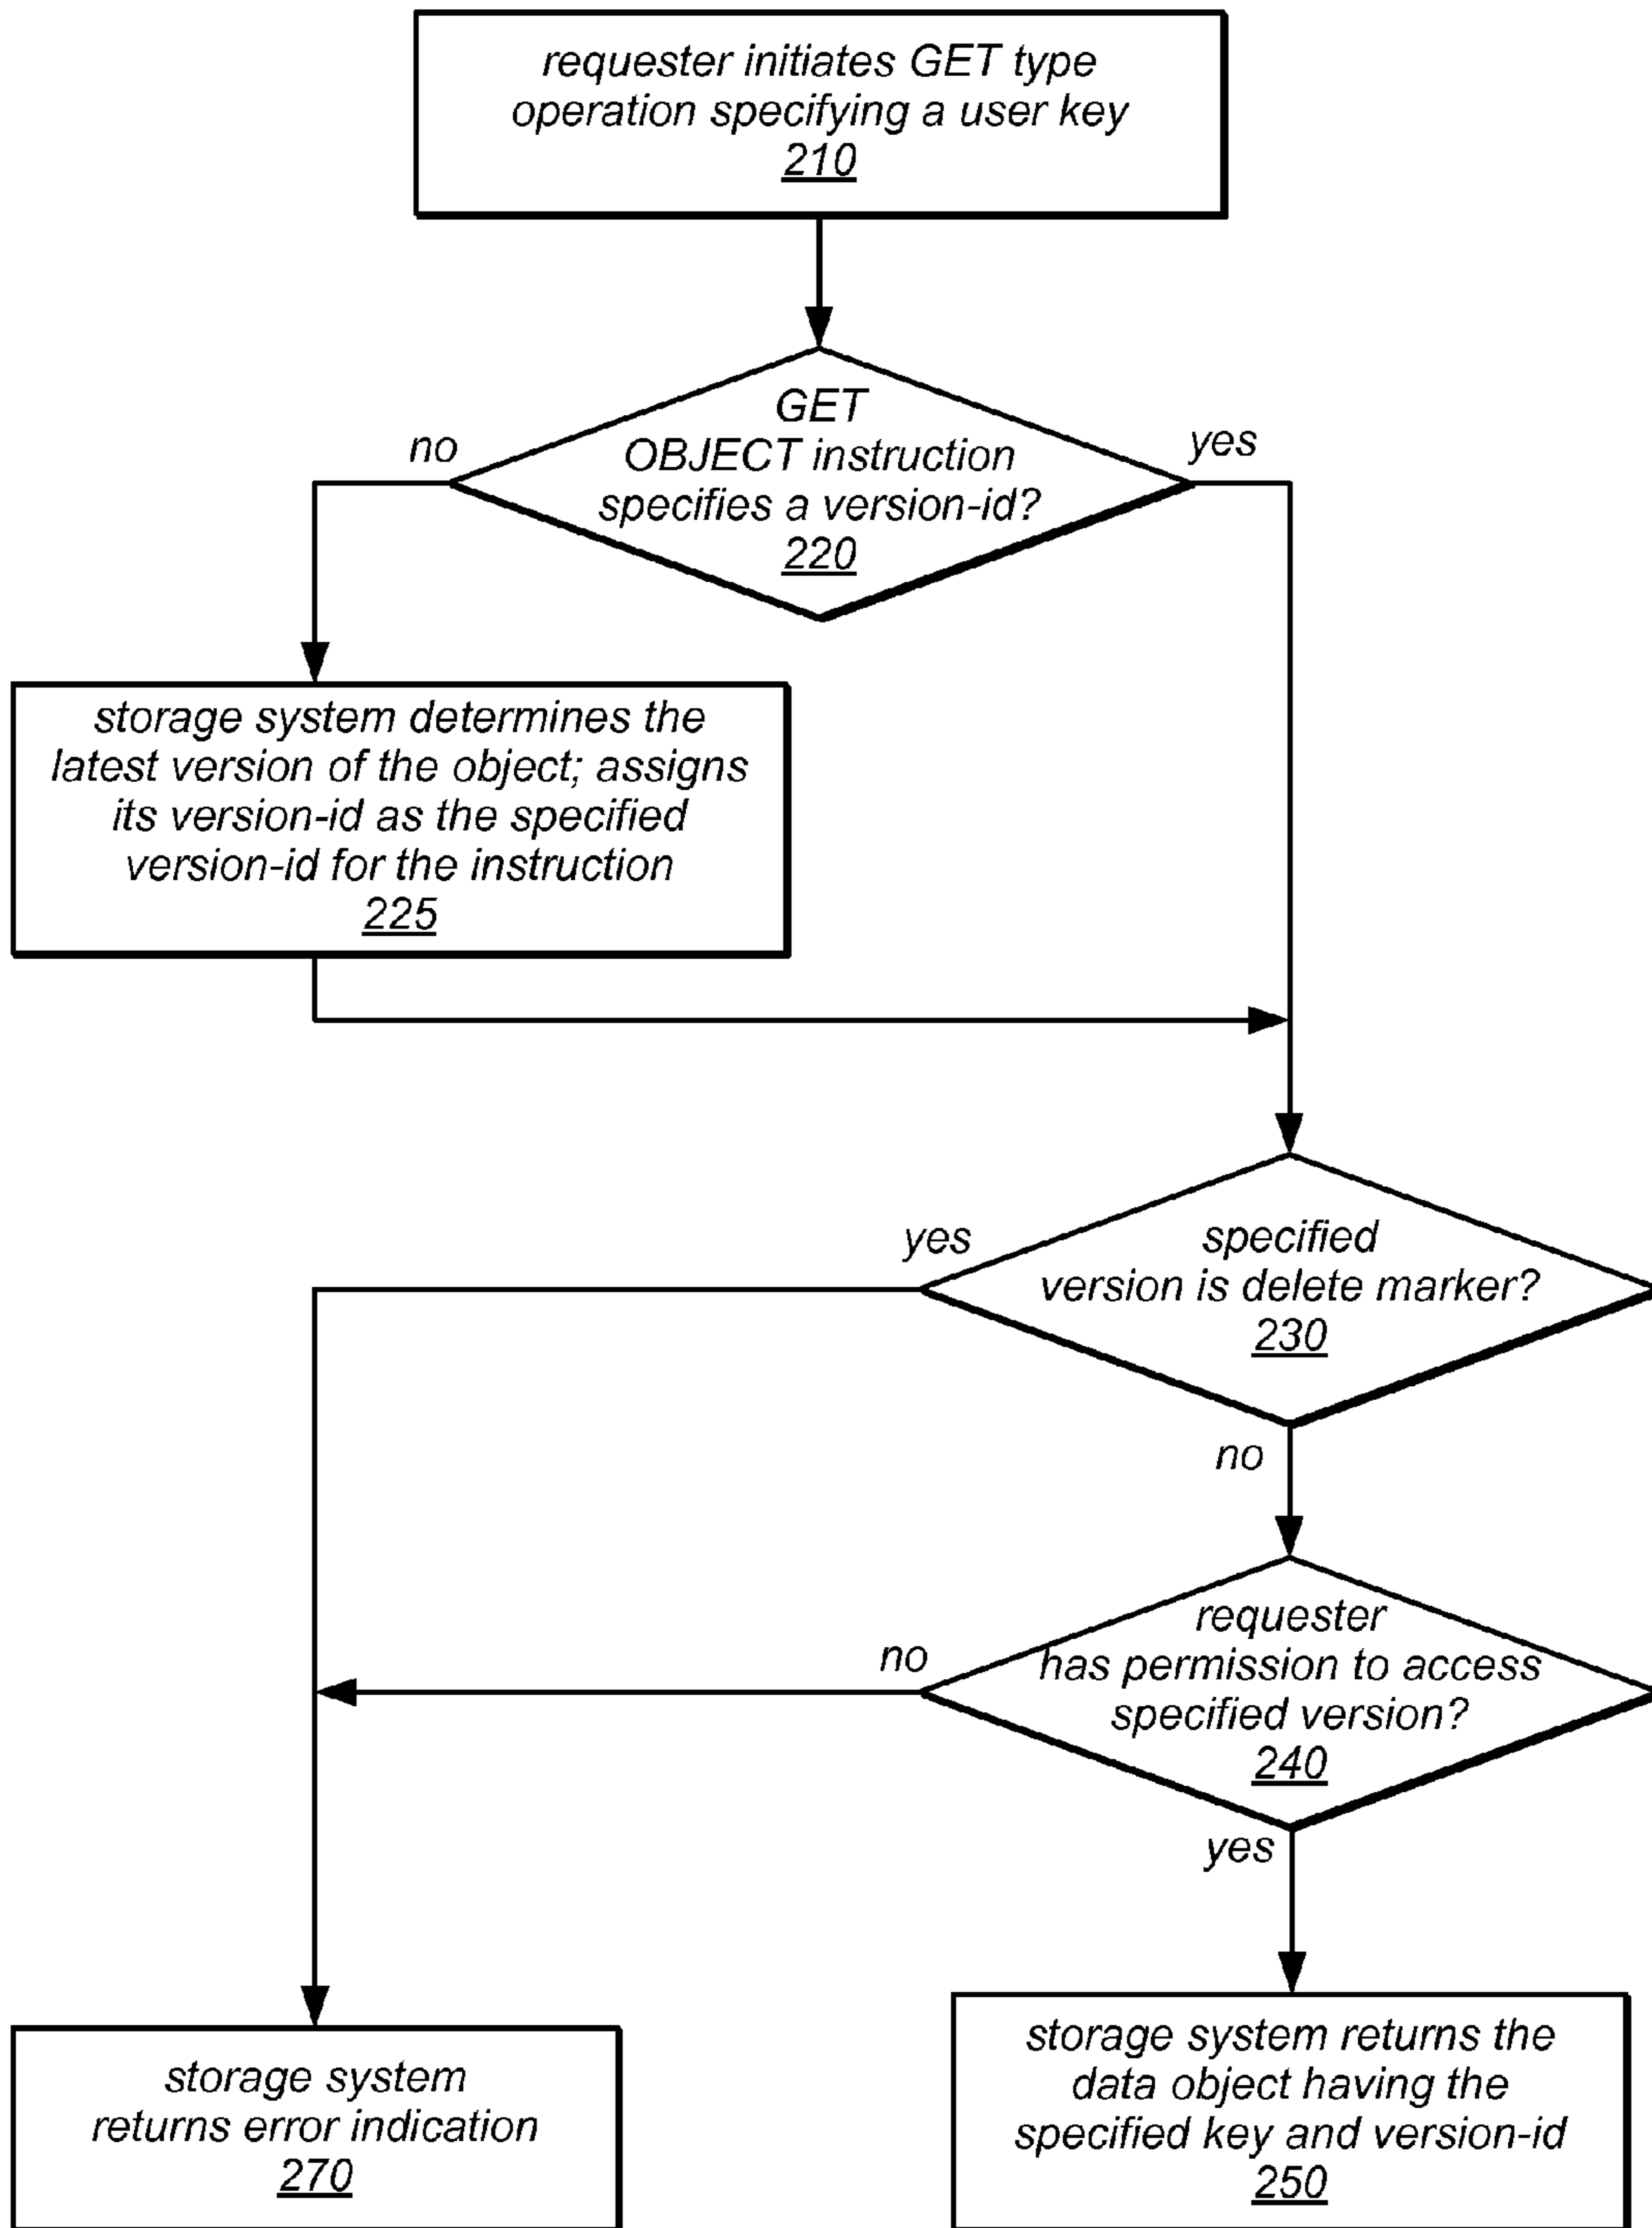 requester initiates GET type
operation specifying a user key
210
GET
OBJECT instruction
specifies a version-id?
220
no
yes
storage system determines the
latest version of the object; assigns
its version-id as the specified
version-id for the instruction
225
yes
specified
version is delete marker?
230
no
requester
has permission to access
specified version?
240
no
yes
storage system
returns error indication
270
storage system returns the
data object having the
specified key and version-id
250